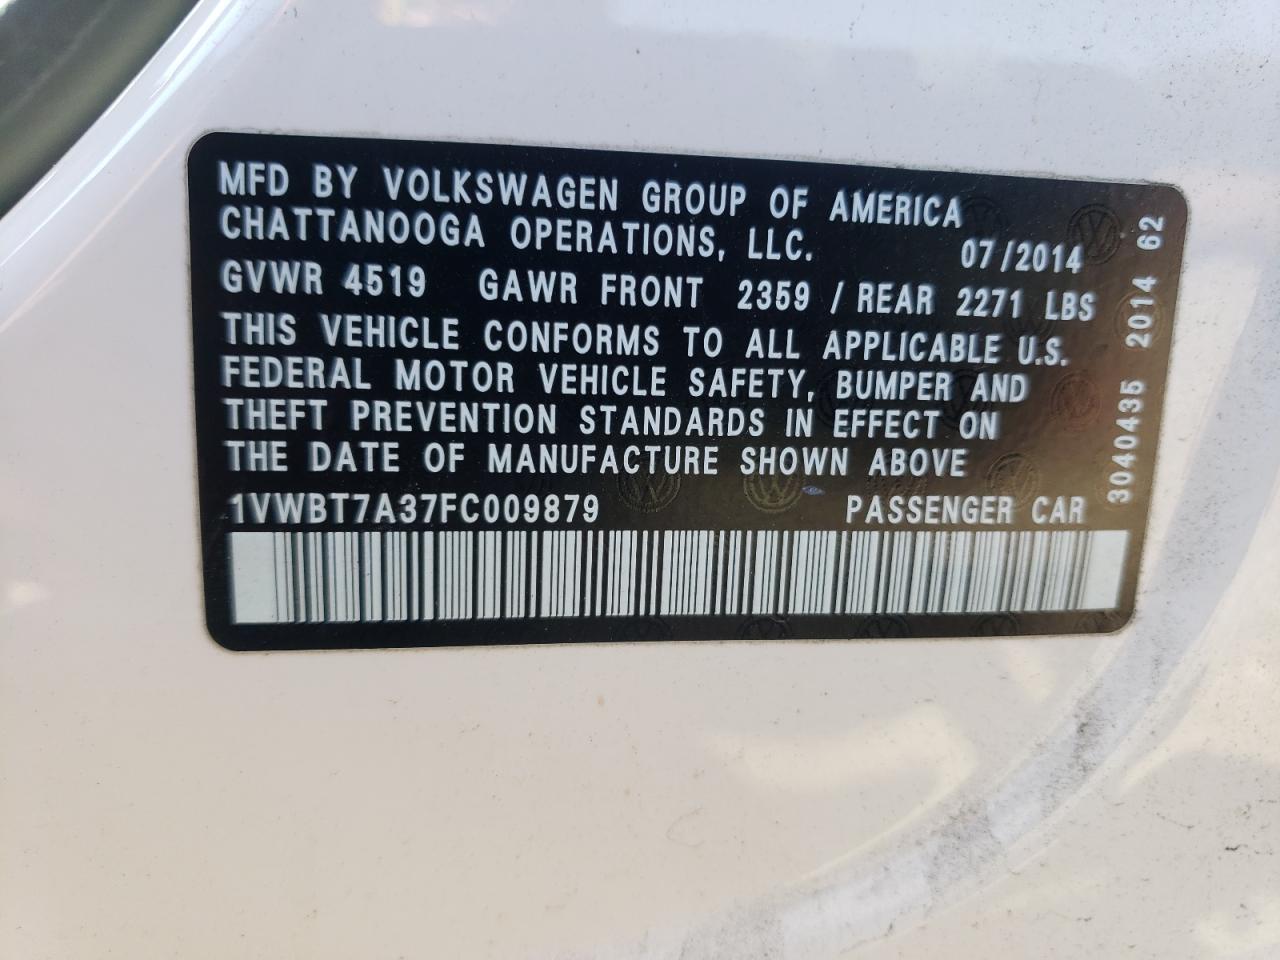 MFD BY VOLKSWAGEN GROUP OF AMERICA
CHATTANOOGA OPERATIONS, LLC. 07/2014
GVWR 4519 GAWR FRONT 2359 / REAR 2271 LBS
THIS VEHICLE CONFORMS TO ALL APPLICABLE U.S.
FEDERAL MOTOR VEHICLE SAFETY, BUMPER AND
THEFT PREVENTION STANDARDS IN EFFECT ON
THE DATE OF MANUFACTURE SHOWN ABOVE
1VWBT7A37FC009879 PASSENGER CAR
3040435 2014 62